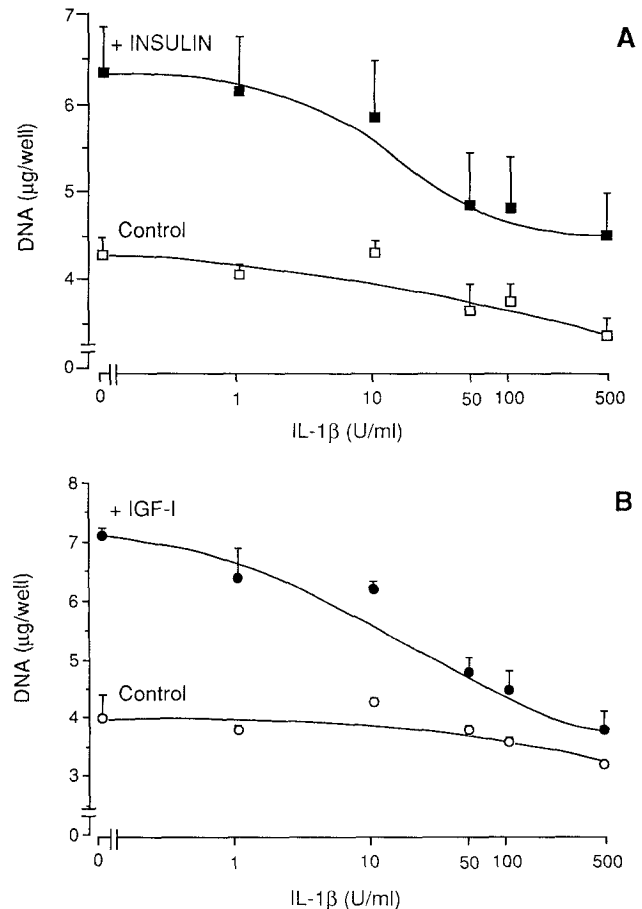 A
7
+ INSULIN
6
5
DNA (µg/well)
Control
4
0
0 1 10 50 100 500
IL-1β (U/ml)
B
8
+ IGF-I
7
6
DNA (µg/well)
5
Control
4
3
0
0 1 10 50 100 500
IL-1β (U/ml)